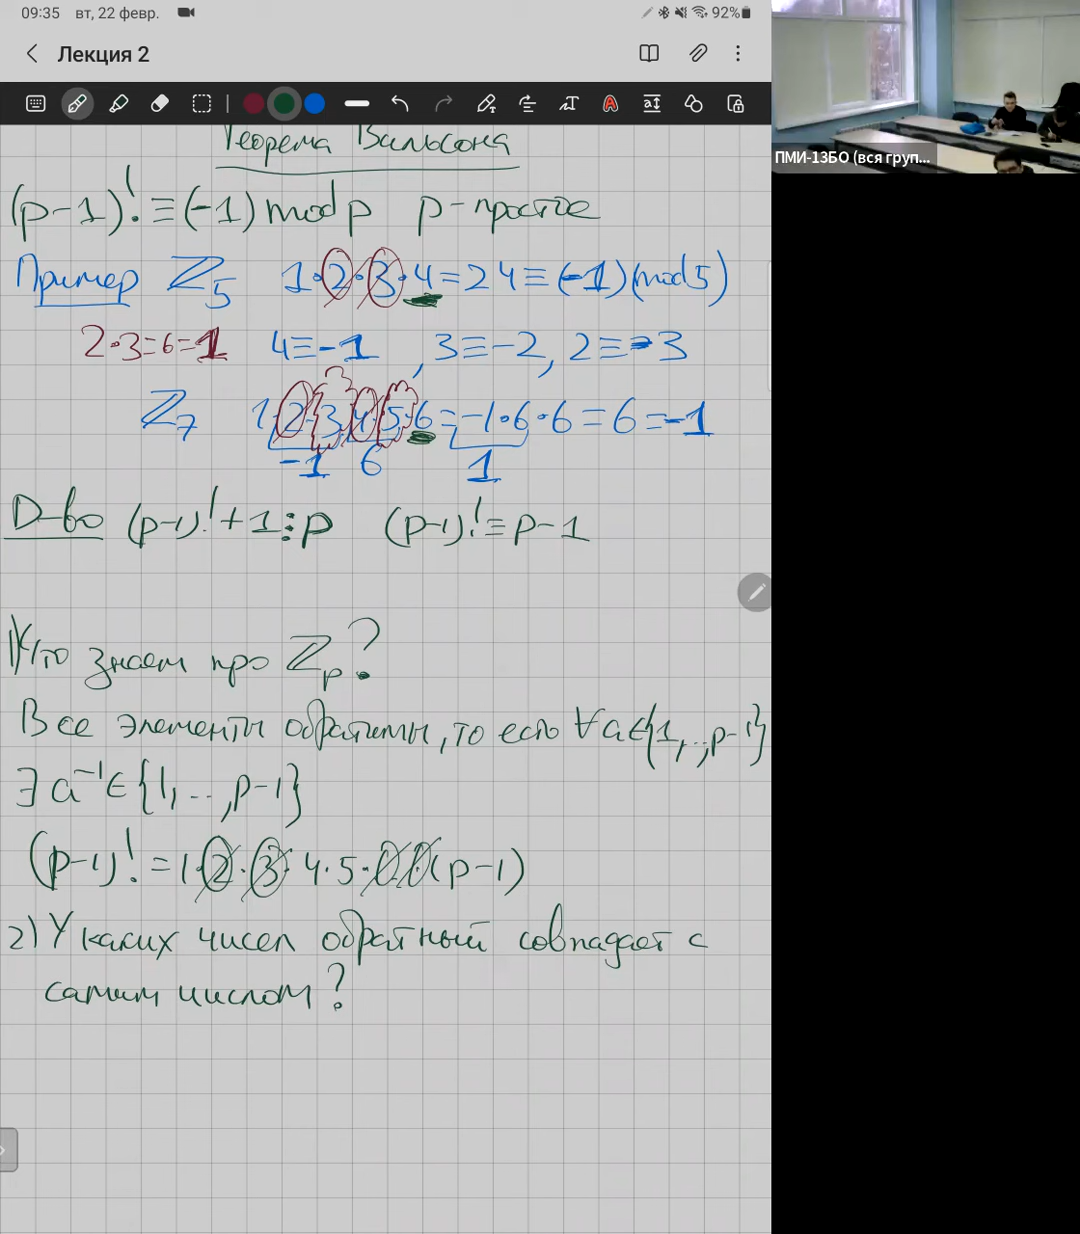 09:35 вт, 22 февр. 92%
Лекция 2
Теорема Вильсона
(p-1)! ≡ (-1) mod p p-простое
Пример ℤ₅ 1·2·3·4=24≡(-1)(mod5)
2·3=6=1 4≡-1, 3≡-2, 2≡-3
ℤ₇ 1·2·3·4·5·6=-1·6·6=6=-1
-1 6 1
Д-во (p-1)!+1⋮p (p-1)!≡p-1
Что знаем про ℤₚ?
Все элементы обратимы, то есть ∀a∈{1,..,p-1}
∃ a⁻¹∈{1,..,p-1}
(p-1)! = 1·2·3·4·5·()()(p-1)
2) У каких чисел обратный совпадает с
самим числом?
ПМИ-13БО (вся груп...